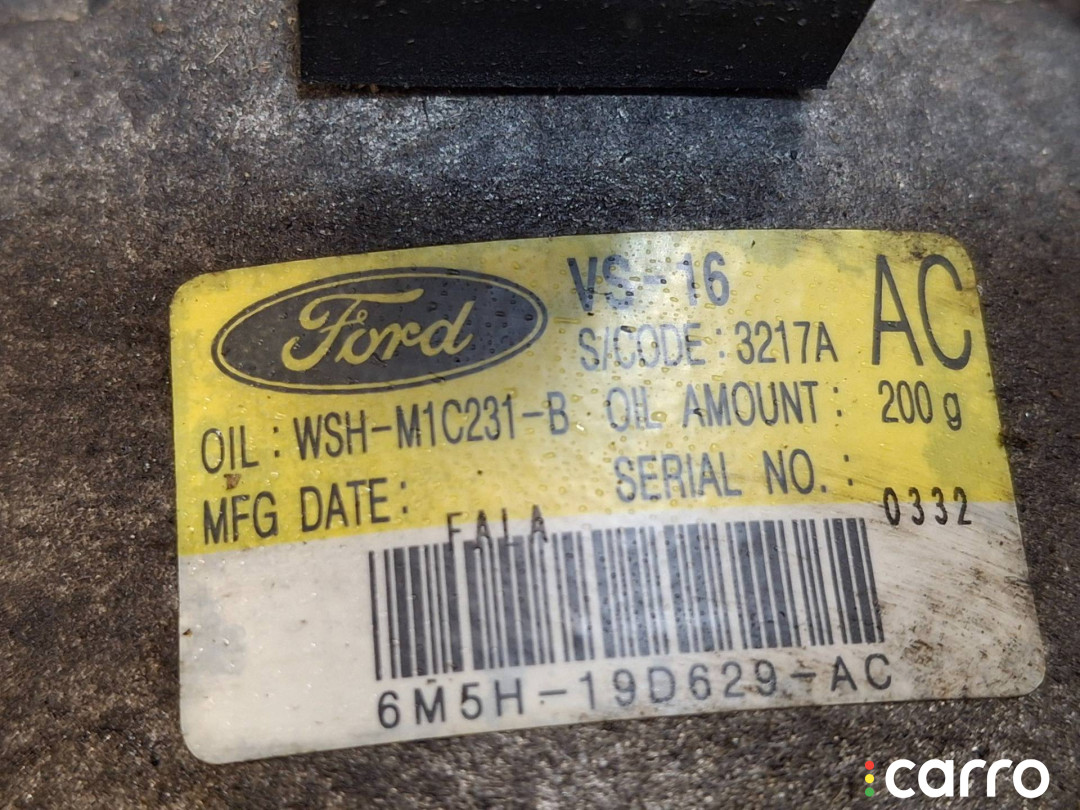 Ford
VS-16
AC
S/CODE : 3217A
OIL : WSH-M1C231-B OIL AMOUNT : 200 g
MFG DATE : FALA SERIAL NO. : 0332
6M5H-19D629-AC
carro